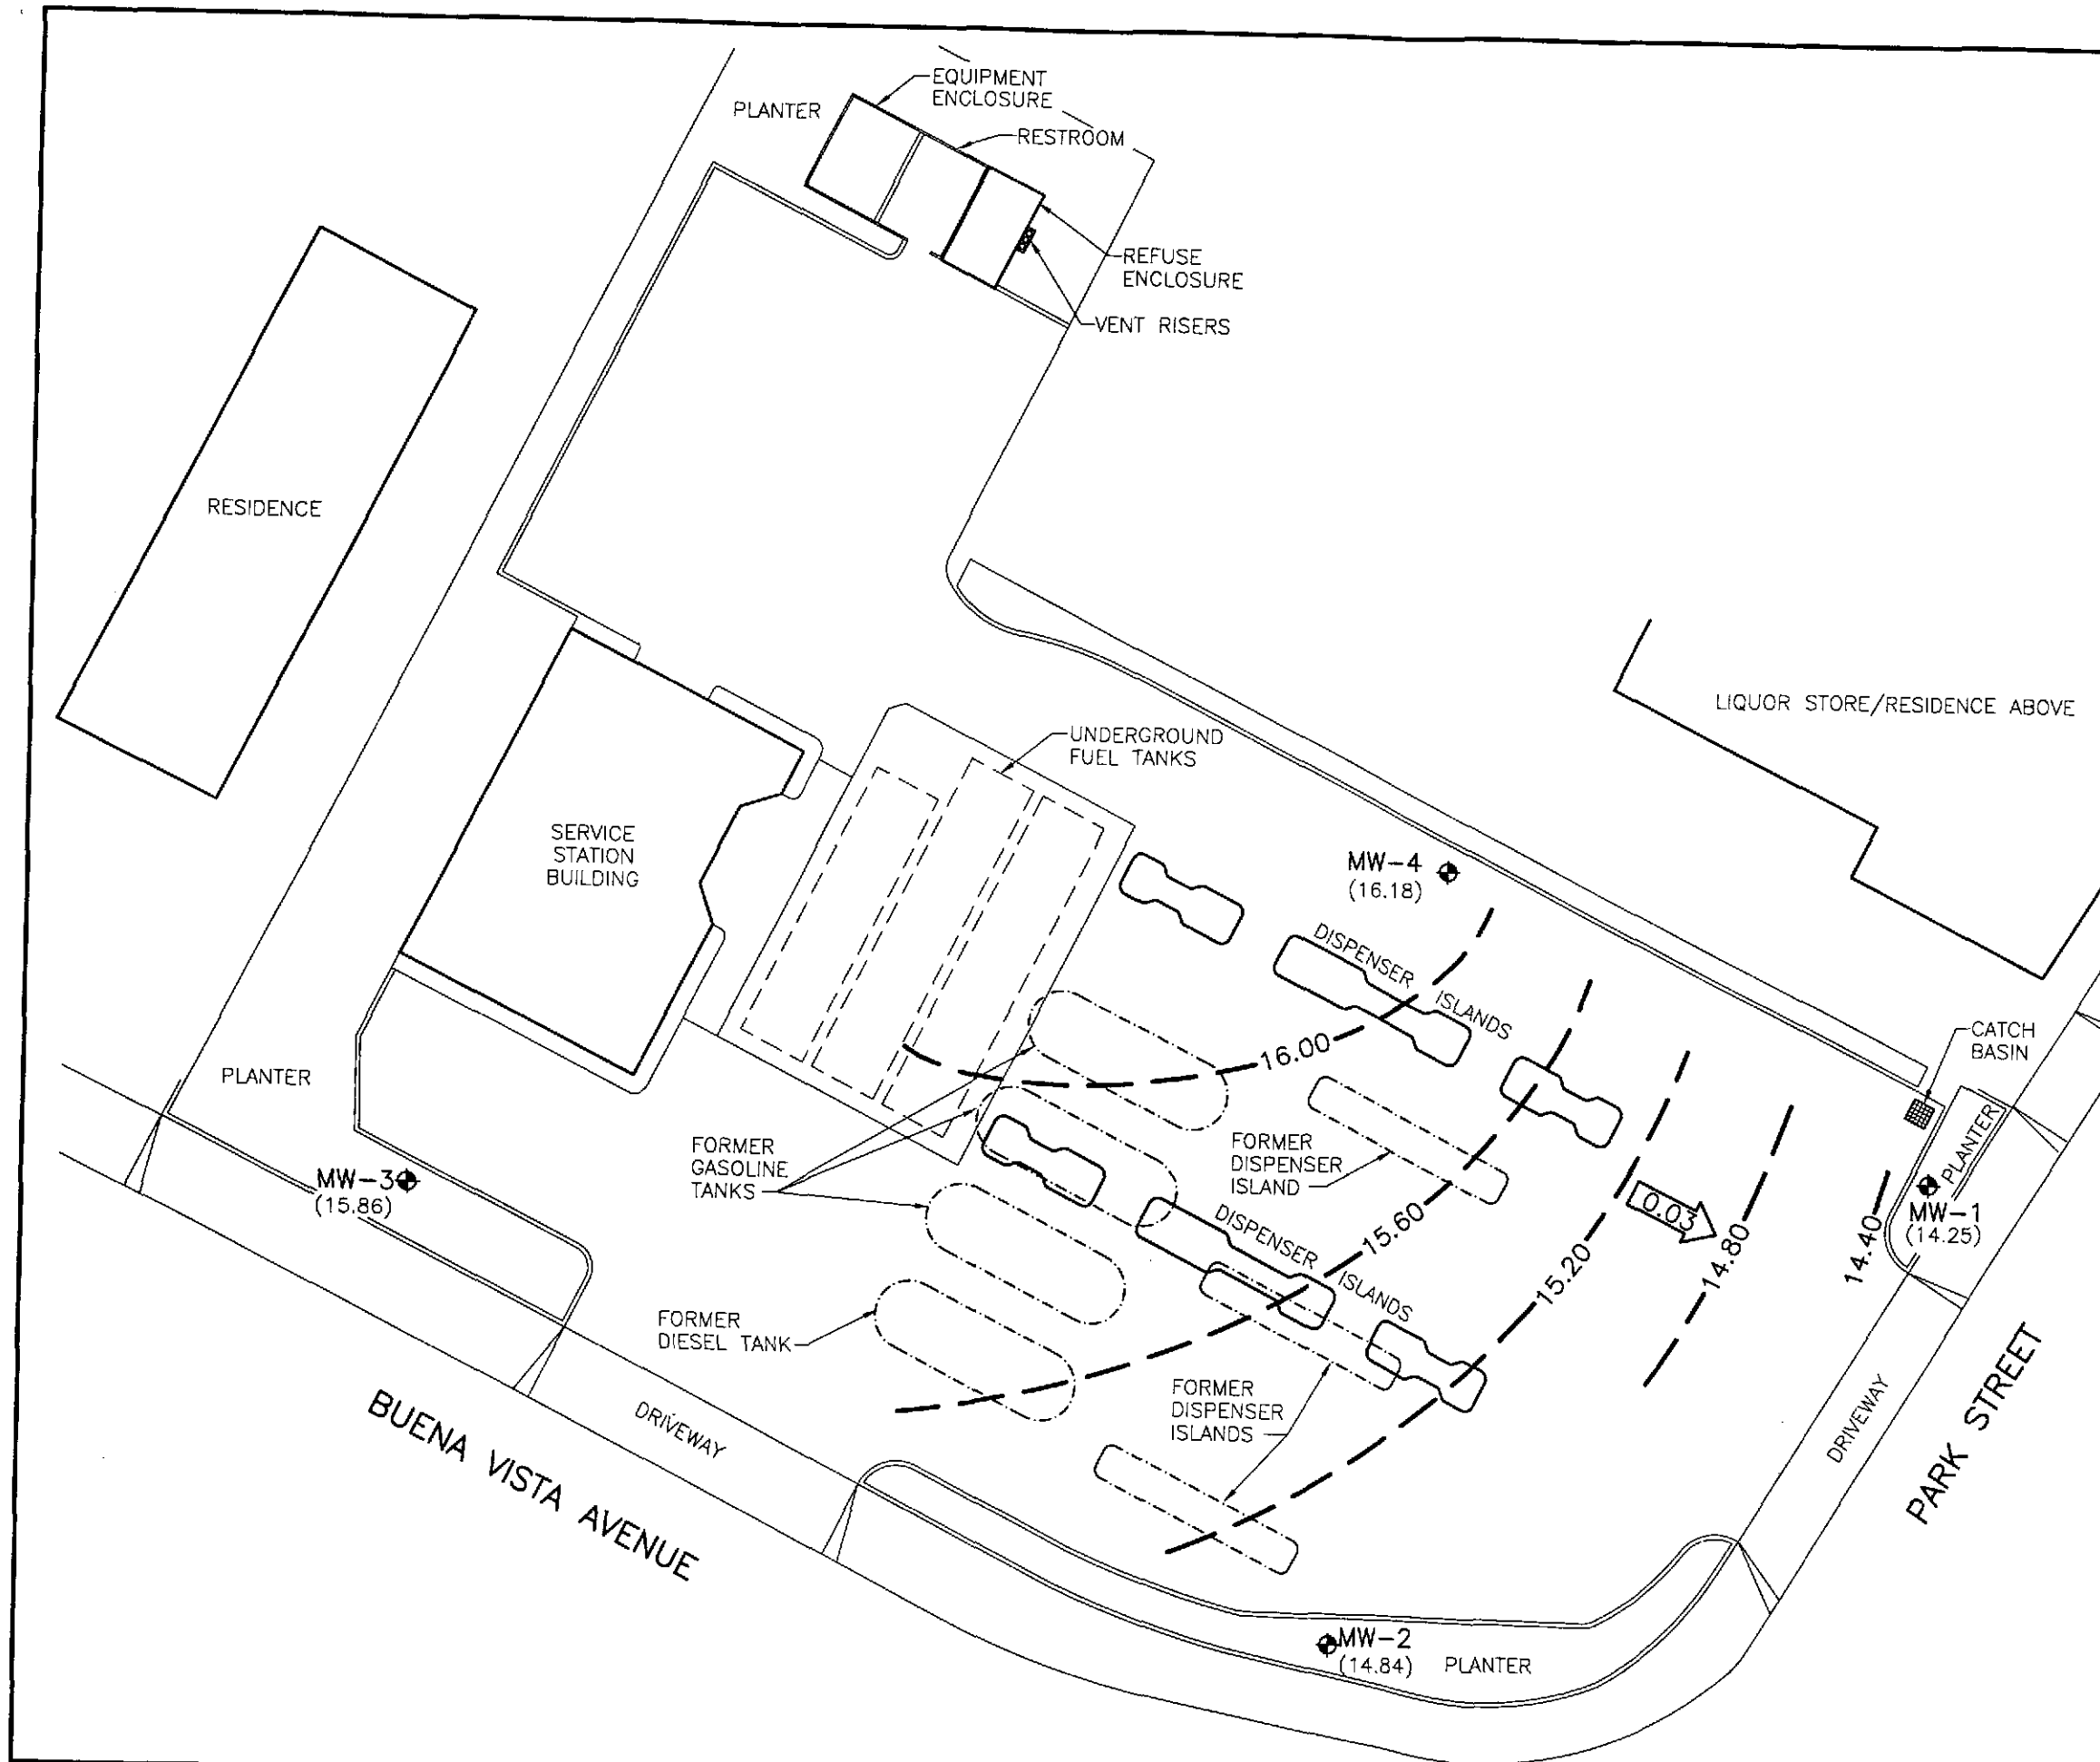 EQUIPMENT
ENCLOSURE
PLANTER
RESTROOM
REFUSE
ENCLOSURE
VENT RISERS
RESIDENCE
LIQUOR STORE/RESIDENCE ABOVE
UNDERGROUND
FUEL TANKS
SERVICE
STATION
BUILDING
MW-4
(16.18)
DISPENSER ISLANDS
CATCH
BASIN
16.00
PLANTER
FORMER
GASOLINE
TANKS
FORMER
DISPENSER
ISLAND
PLANTER
MW-3
(15.86)
0.03
MW-1
(14.25)
DISPENSER ISLANDS
15.60
15.20
14.80
14.40
FORMER
DIESEL TANK
FORMER
DISPENSER
ISLANDS
DRIVEWAY
DRIVEWAY
BUENA VISTA AVENUE
PARK STREET
MW-2
(14.84)
PLANTER